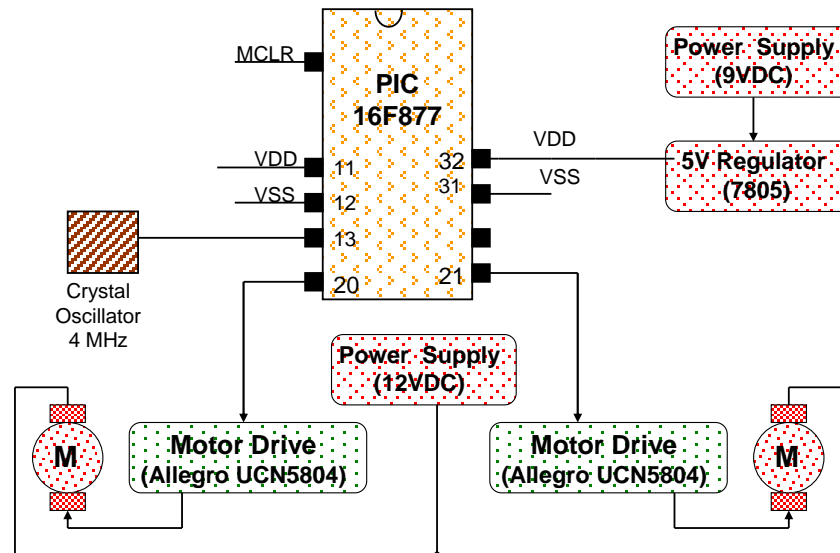 MCLR
PIC
16F877
Power Supply
(9VDC)
VDD
VDD
11
32
5V Regulator
(7805)
VSS
VSS
12
31
13
20
21
Crystal
Oscillator
4 MHz
Power Supply
(12VDC)
M
Motor Drive
(Allegro UCN5804)
Motor Drive
(Allegro UCN5804)
M